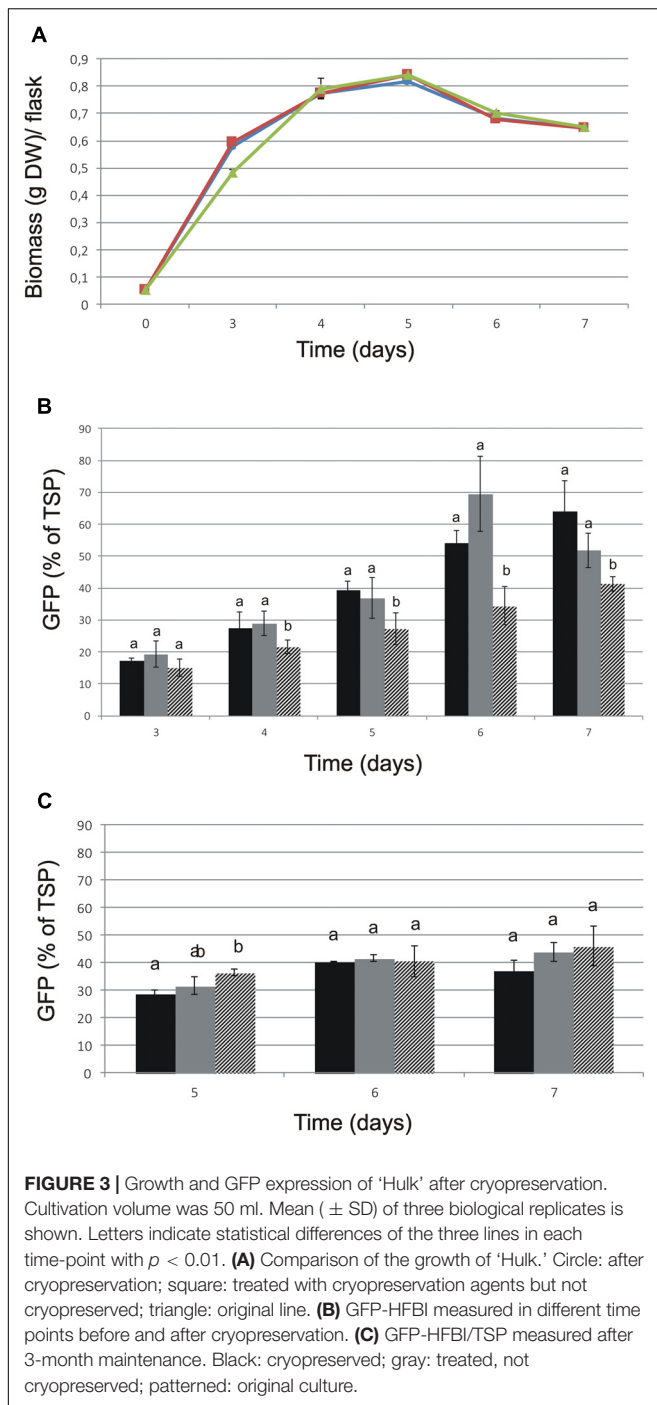 A
Biomass (g DW)/ flask
0,9
0,8
0,7
0,6
0,5
0,4
0,3
0,2
0,1
0
0 3 4 5 6 7
Time (days)
B
GFP (% of TSP)
90
80
70
60
50
40
30
20
10
0
a a a
a a b
a a b
a a b
a a b
3 4 5 6 7
Time (days)
C
GFP (% of TSP)
90
80
70
60
50
40
30
20
10
0
a ab b
a a a
a a a
5 6 7
Time (days)
FIGURE 3 | Growth and GFP expression of ‘Hulk’ after cryopreservation.
Cultivation volume was 50 ml. Mean ( ± SD) of three biological replicates is
shown. Letters indicate statistical differences of the three lines in each
time-point with p < 0.01. (A) Comparison of the growth of ‘Hulk.’ Circle: after
cryopreservation; square: treated with cryopreservation agents but not
cryopreserved; triangle: original line. (B) GFP-HFBI measured in different time
points before and after cryopreservation. (C) GFP-HFBI/TSP measured after
3-month maintenance. Black: cryopreserved; gray: treated, not
cryopreserved; patterned: original culture.